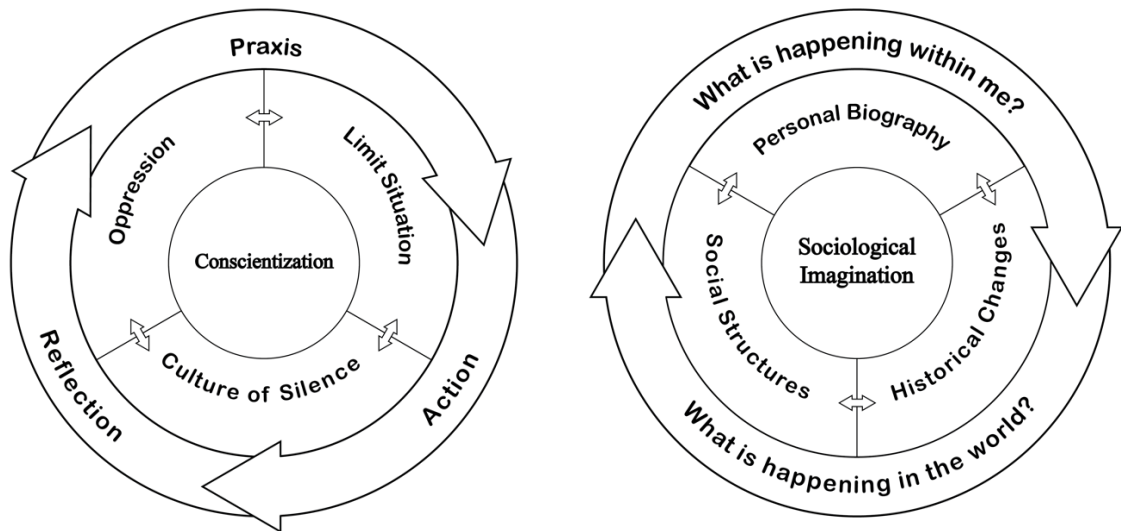 Praxis
Oppression
Limit Situation
Conscientization
Culture of Silence
Reflection
Action
What is happening within me?
Personal Biography
Sociological
Imagination
Social Structures
Historical Changes
What is happening in the world?